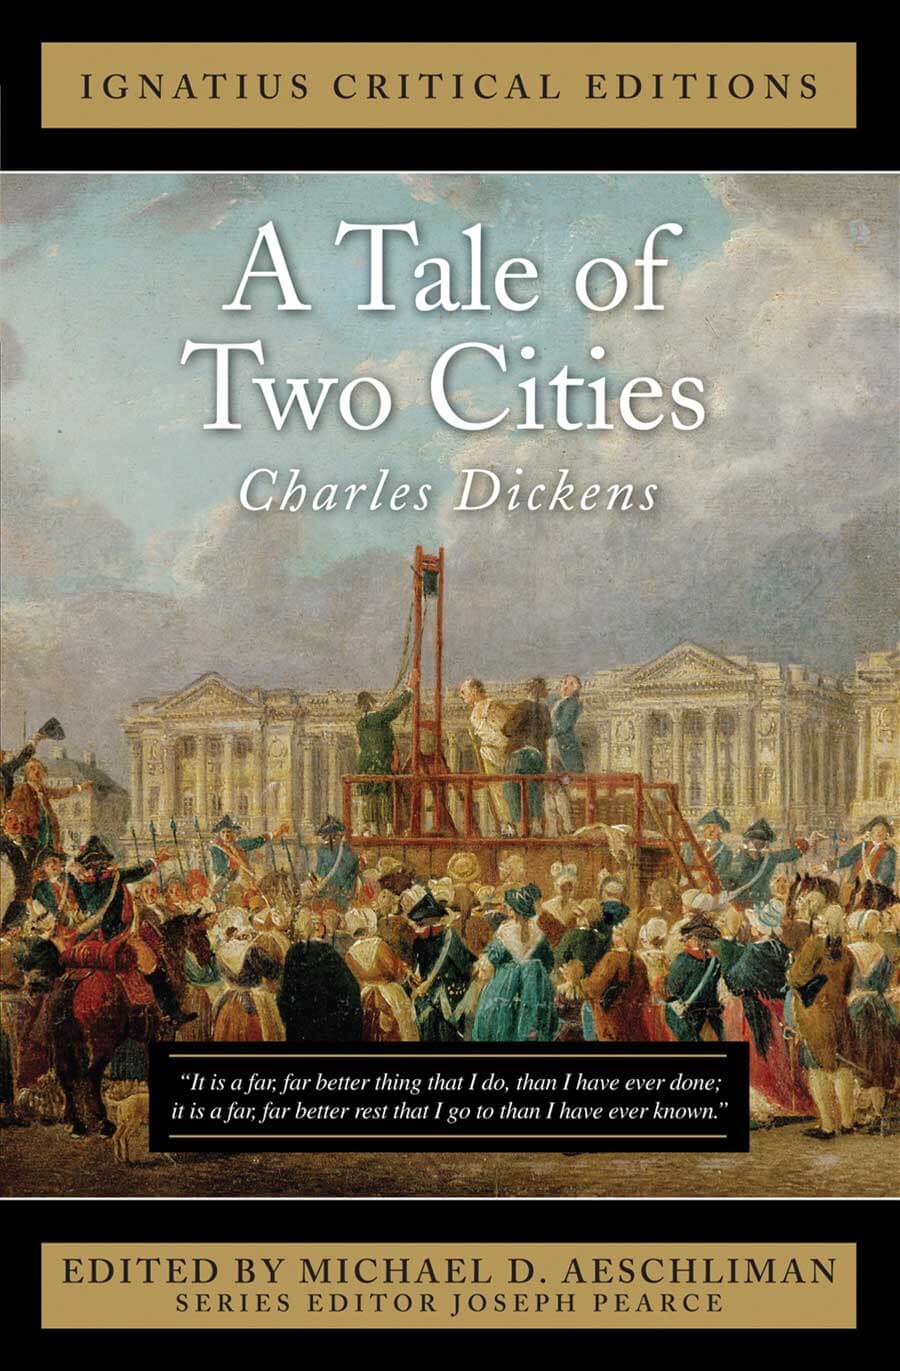 IGNATIUS CRITICAL EDITIONS
A Tale of
Two Cities
Charles Dickens
“It is a far, far better thing that I do, than I have ever done;
it is a far, far better rest that I go to than I have ever known.”
EDITED BY MICHAEL D. AESCHLIMAN
SERIES EDITOR JOSEPH PEARCE